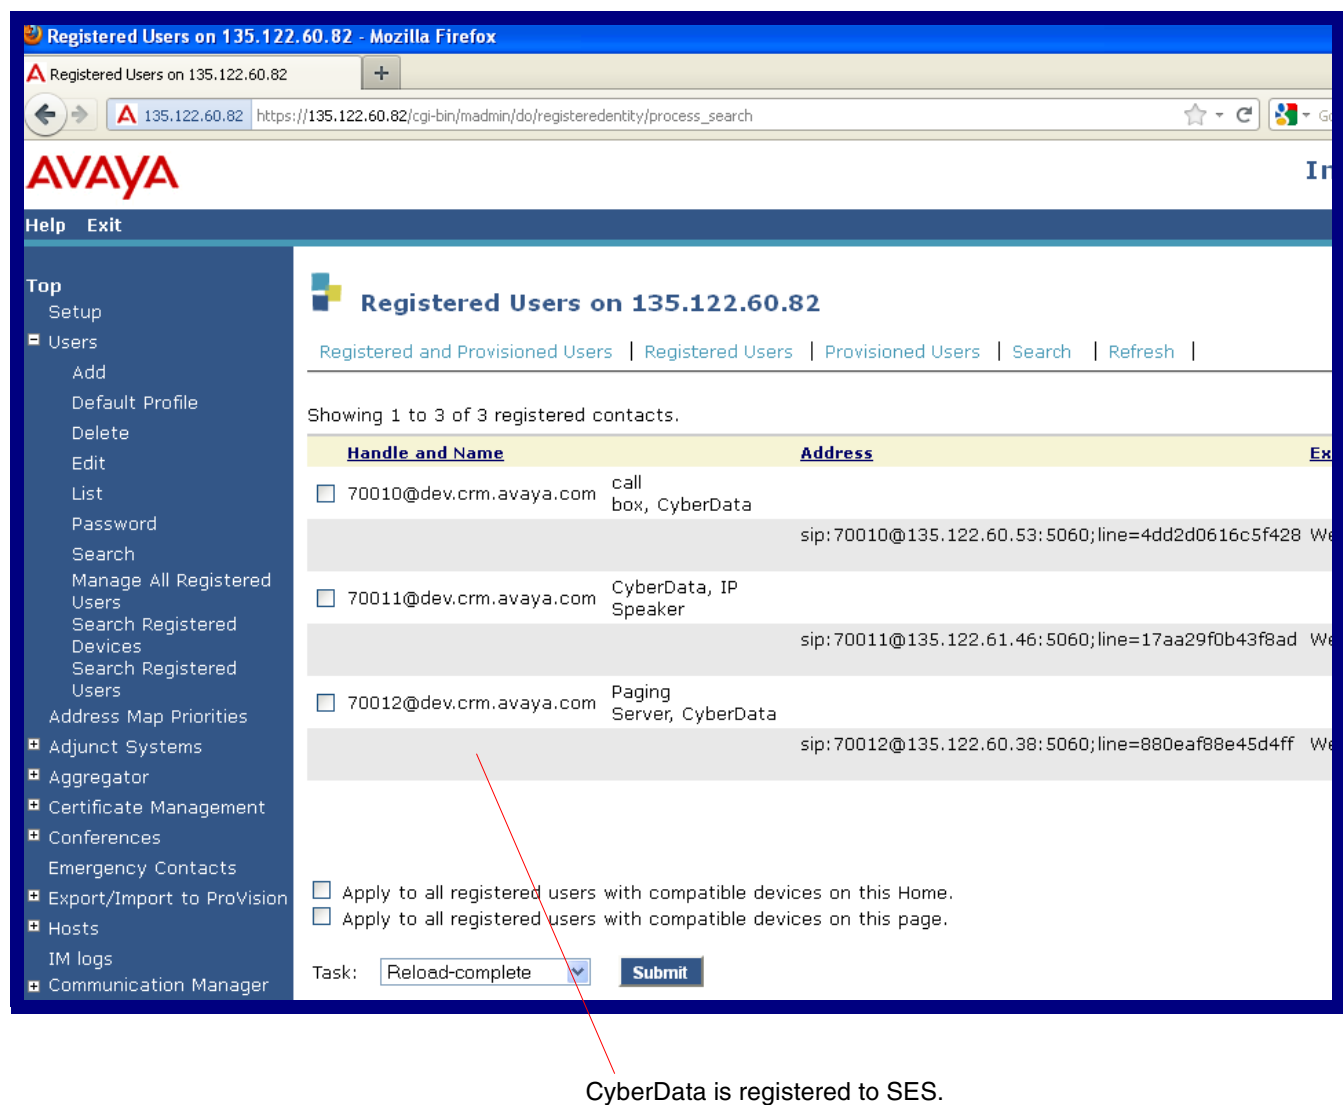 Registered Users on 135.122.60.82 - Mozilla Firefox
Registered Users on 135.122.60.82
135.122.60.82 https://135.122.60.82/cgi-bin/madmin/do/registeredentity/process_search
AVAYA
Help Exit
Top
Setup
Users
Add
Default Profile
Delete
Edit
List
Password
Search
Manage All Registered
Users
Search Registered
Devices
Search Registered
Users
Address Map Priorities
Adjunct Systems
Aggregator
Certificate Management
Conferences
Emergency Contacts
Export/Import to ProVision
Hosts
IM logs
Communication Manager
Registered Users on 135.122.60.82
Registered and Provisioned Users | Registered Users | Provisioned Users | Search | Refresh |
Showing 1 to 3 of 3 registered contacts.
Handle and Name Address
70010@dev.crm.avaya.com call
box, CyberData
sip:70010@135.122.60.53:5060;line=4dd2d0616c5f428
70011@dev.crm.avaya.com CyberData, IP
Speaker
sip:70011@135.122.61.46:5060;line=17aa29f0b43f8ad
70012@dev.crm.avaya.com Paging
Server, CyberData
sip:70012@135.122.60.38:5060;line=880eaf88e45d4ff
Apply to all registered users with compatible devices on this Home.
Apply to all registered users with compatible devices on this page.
Task: Reload-complete Submit
CyberData is registered to SES.